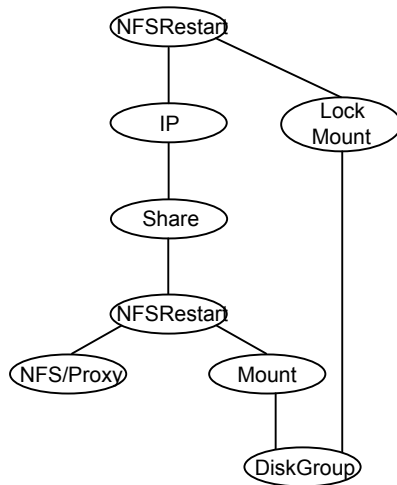 NFSRestart
IP
Lock
Mount
Share
NFSRestart
NFS/Proxy
Mount
DiskGroup